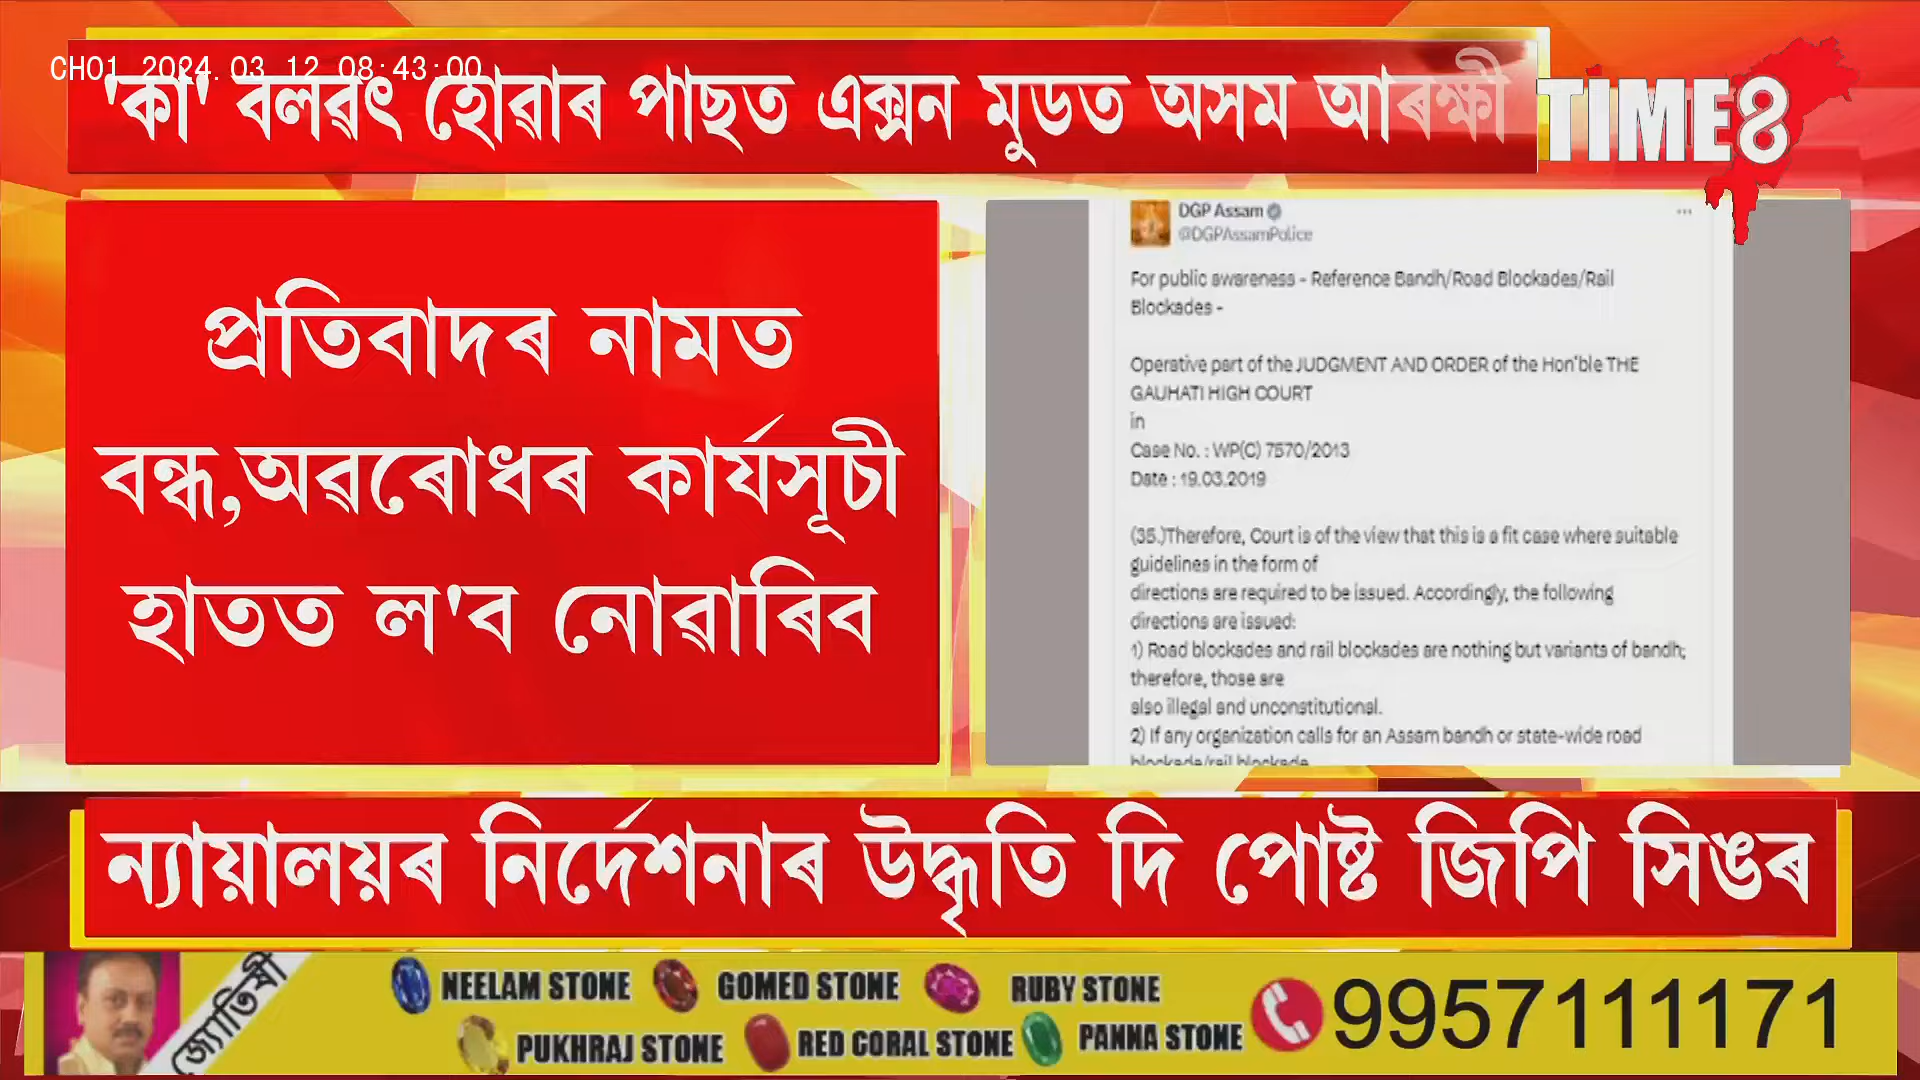 CH01 2024.03.12 08:43:00
'কা' বলৱৎ হোৱাৰ পাছত এক্সন মুডত অসম আৰক্ষী
TIME8
প্ৰতিবাদৰ নামত
বন্ধ,অৱৰোধৰ কাৰ্যসূচী
হাতত ল'ব নোৱাৰিব
DGP Assam
@DGPAssamPolice
For public awareness - Reference Bandh/Road Blockades/Rail
Blockades -
Operative part of the JUDGMENT AND ORDER of the Hon'ble THE
GAUHATI HIGH COURT
in
Case No. : WP(C) 7570/2013
Date : 19.03.2019
(35.)Therefore, Court is of the view that this is a fit case where suitable
guidelines in the form of
directions are required to be issued. Accordingly, the following
directions are issued:
1) Road blockades and rail blockades are nothing but variants of bandh;
therefore, those are
also illegal and unconstitutional.
2) If any organization calls for an Assam bandh or state-wide road
blockade/rail blockade
ন্যায়ালয়ৰ নিৰ্দেশনাৰ উদ্ধৃতি দি পোষ্ট জিপি সিঙৰ
জ্যোতিষী
NEELAM STONE GOMED STONE RUBY STONE
PUKHRAJ STONE RED CORAL STONE PANNA STONE
9957111171